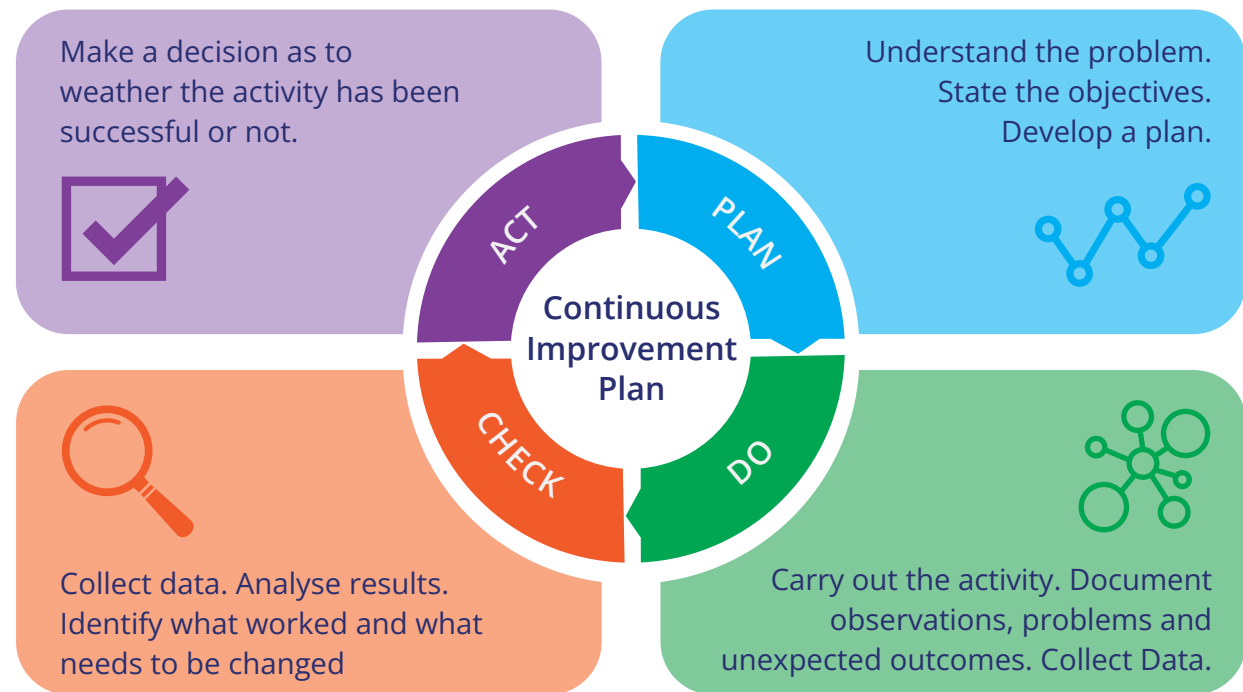 Make a decision as to
weather the activity has been
successful or not.
Understand the problem.
State the objectives.
Develop a plan.
ACT
PLAN
Continuous
Improvement
Plan
CHECK
DO
Collect data. Analyse results.
Identify what worked and what
needs to be changed
Carry out the activity. Document
observations, problems and
unexpected outcomes. Collect Data.